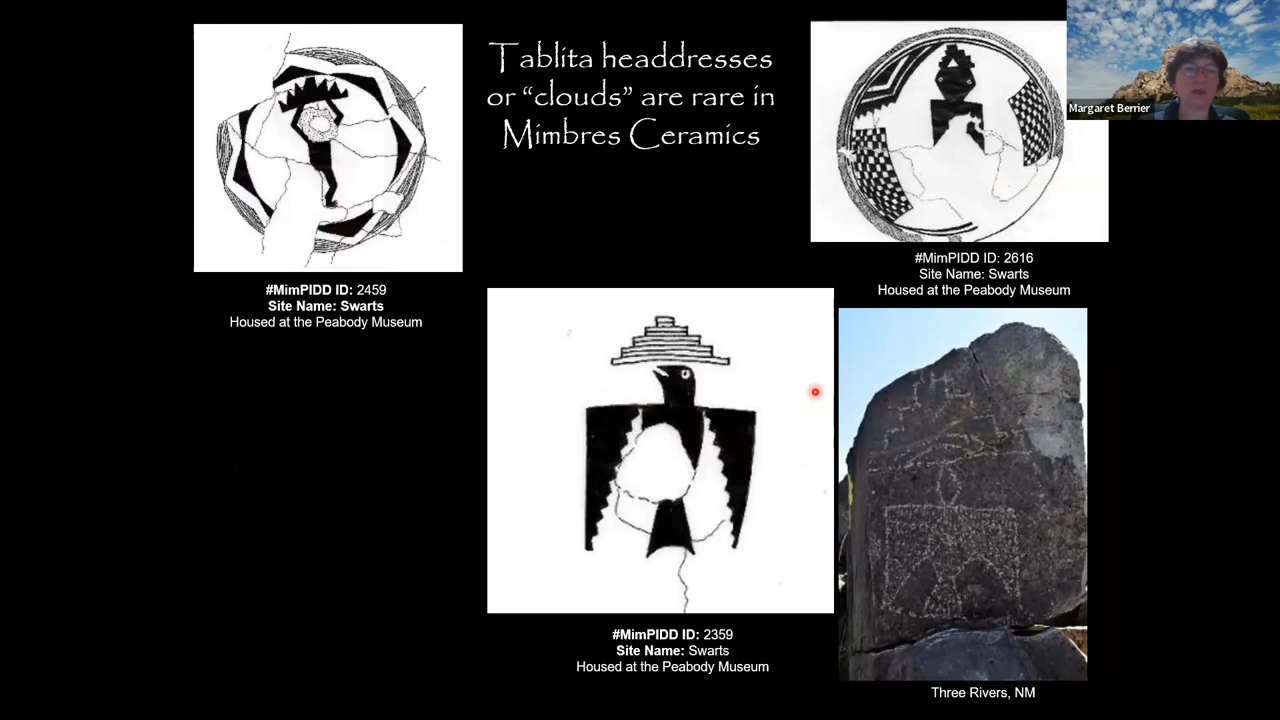 Tablita headdresses
or “clouds” are rare in
Mimbres Ceramics
Margaret Berrier
#MimPIDD ID: 2459
Site Name: Swarts
Housed at the Peabody Museum
#MimPIDD ID: 2616
Site Name: Swarts
Housed at the Peabody Museum
#MimPIDD ID: 2359
Site Name: Swarts
Housed at the Peabody Museum
Three Rivers, NM